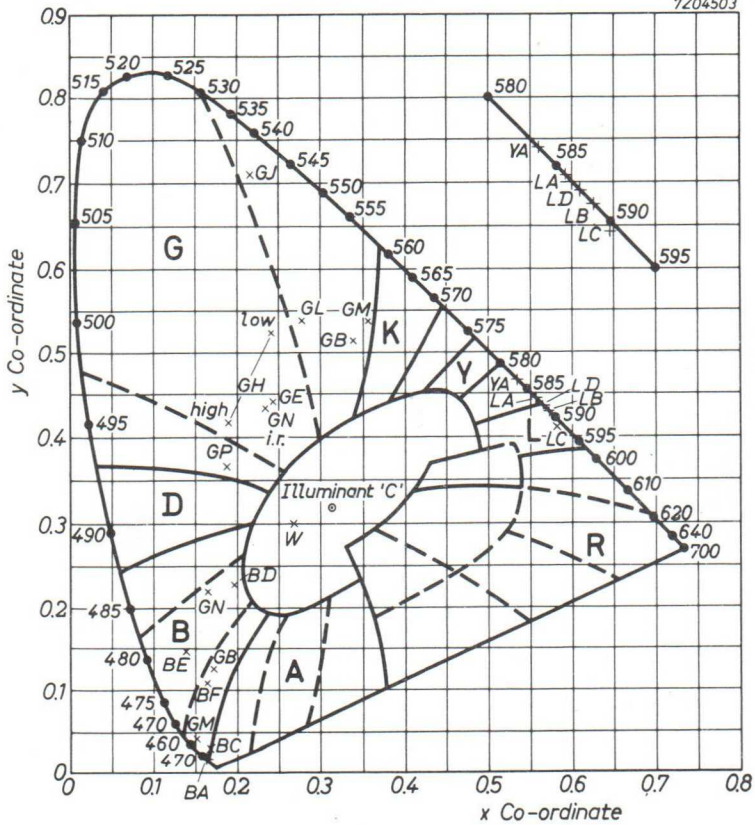 7204503
0.9
520
525
515
530
0.8
535
580
510
540
YA
585
545
GJ
LA
0.7
550
LD
505
555
LB
590
LC
G
560
595
0.6
565
low
GL
GM
570
500
K
575
GB
0.5
580
GH
GE
Y
YA
585
LD
high
GN
LA
LB
i.r.
590
495
L
LC
0.4
595
GP
600
Illuminant 'C'
610
D
0.3
620
W
640
490
R
700
BD
GN
0.2
485
B
BE
GB
480
A
BF
0.1
475
470
GM
460
BC
470
0
BA
0
0.1
0.2
0.3
0.4
0.5
0.6
0.7
0.8
x Co-ordinate
y Co-ordinate